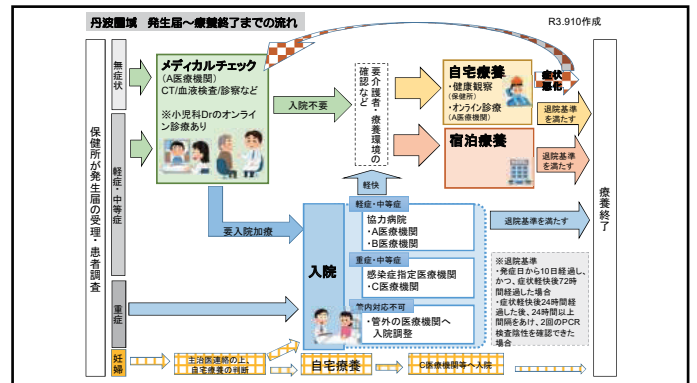 丹波圏域　発生届～療養終了までの流れ
R3.910作成
保健所が発生届の受理・患者調査
無症状
軽症・中等症
重症
妊婦
メディカルチェック
（A医療機関）
CT/血液検査/診察など
※小児科Drのオンライ
ン診療あり
入院不要
要介護者・療養環境の
確認など
自宅療養
・健康観察
（保健所）
・オンライン診療
（A医療機関）
症状
悪化
宿泊療養
退院基準
を満たす
退院基準
を満たす
療養終了
軽快
要入院加療
入院
軽症・中等症
協力病院
・A医療機関
・B医療機関
重症・中等症
感染症指定医療機関
・C医療機関
管内対応不可
・管外の医療機関へ
入院調整
退院基準を満たす
※退院基準
・発症日から10日経過し、
かつ、症状軽快後72時
間経過した場合
・症状軽快後24時間経
過した後、24時間以上
間隔をあけ、2回のPCR
検査陰性を確認できた
場合
主治医連絡の上、
自宅療養の判断
自宅療養
C医療機関等へ入院